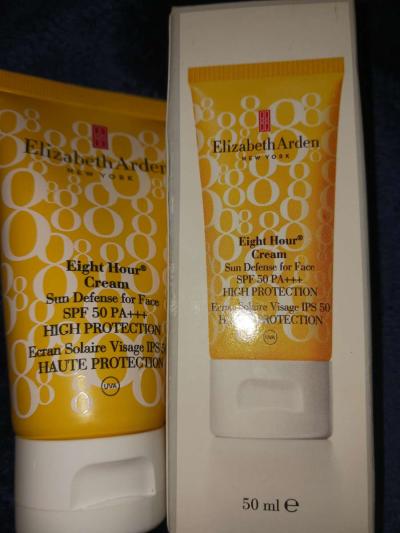 Elizabeth Arden
NEW YORK
Eight Hour®
Cream
Sun Defense for Face
SPF 50 PA+++
HIGH PROTECTION
Ecran Solaire Visage IPS 50
HAUTE PROTECTION
UVA
Elizabeth Arden
NEW YORK
Eight Hour®
Cream
Sun Defense for Face
SPF 50 PA+++
HIGH PROTECTION
Ecran Solaire Visage IPS 50
HAUTE PROTECTION
UVA
50 ml ℮